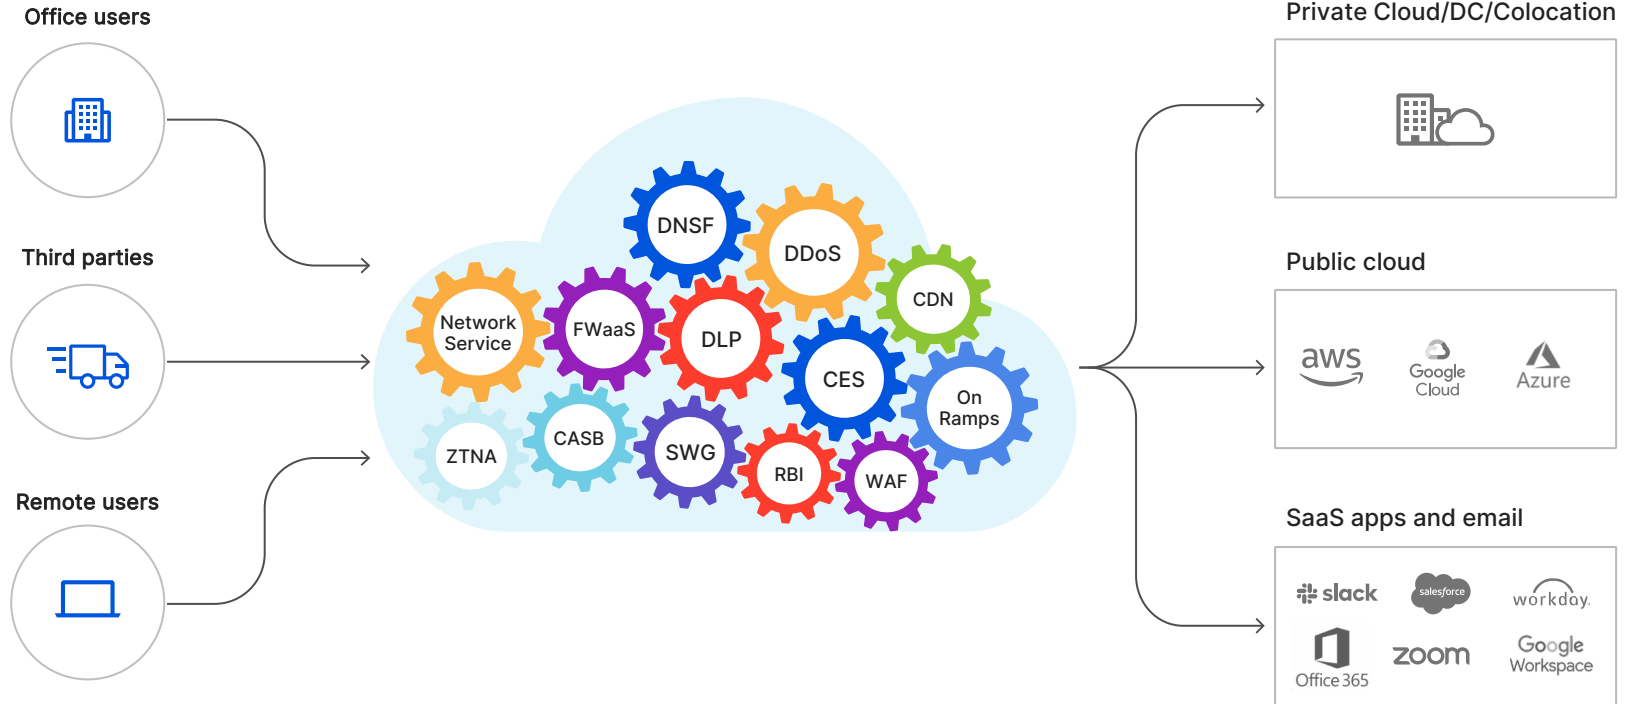 Office users
Third parties
Remote users
DNSF
DDoS
CDN
Network
Service
FWaaS
DLP
CES
On
Ramps
ZTNA
CASB
SWG
RBI
WAF
Private Cloud/DC/Colocation
Public cloud
aws
Google
Cloud
Azure
SaaS apps and email
slack
salesforce
workday.
Office 365
zoom
Google
Workspace